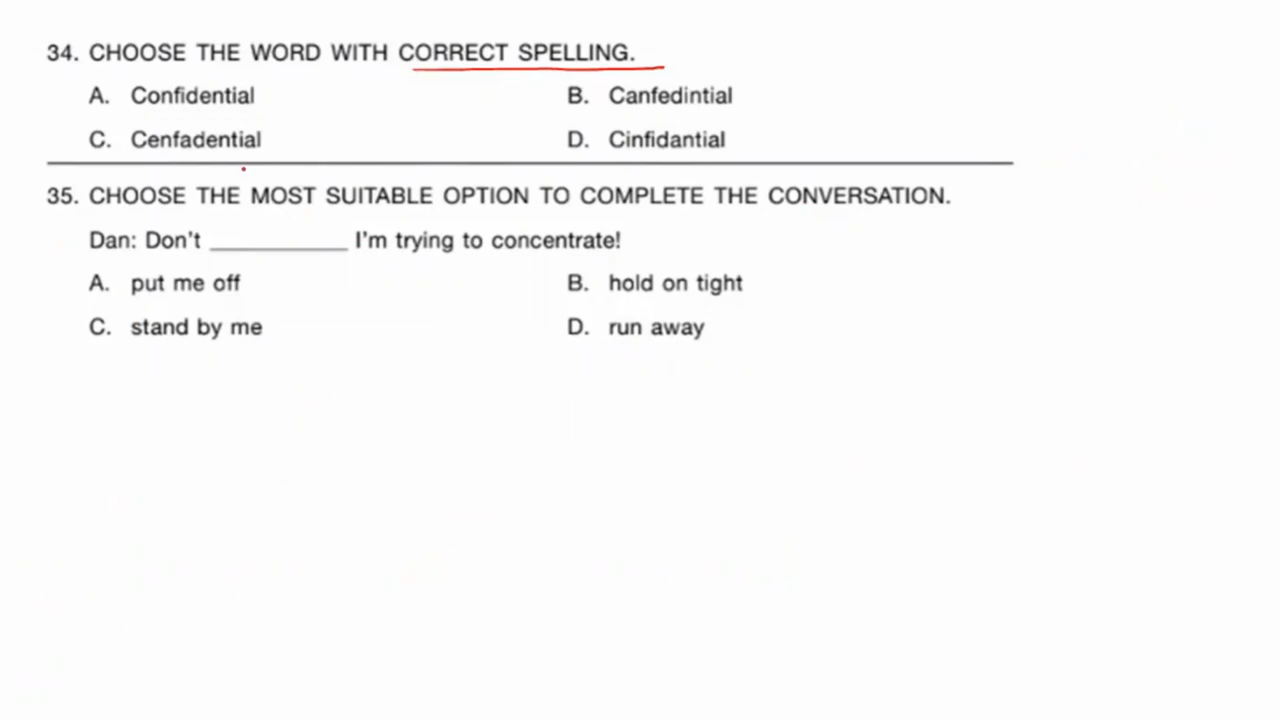 34. CHOOSE THE WORD WITH CORRECT SPELLING.
A. Confidential B. Canfedintial
C. Cenfadential D. Cinfidantial
35. CHOOSE THE MOST SUITABLE OPTION TO COMPLETE THE CONVERSATION.
Dan: Don't ___________ I'm trying to concentrate!
A. put me off B. hold on tight
C. stand by me D. run away